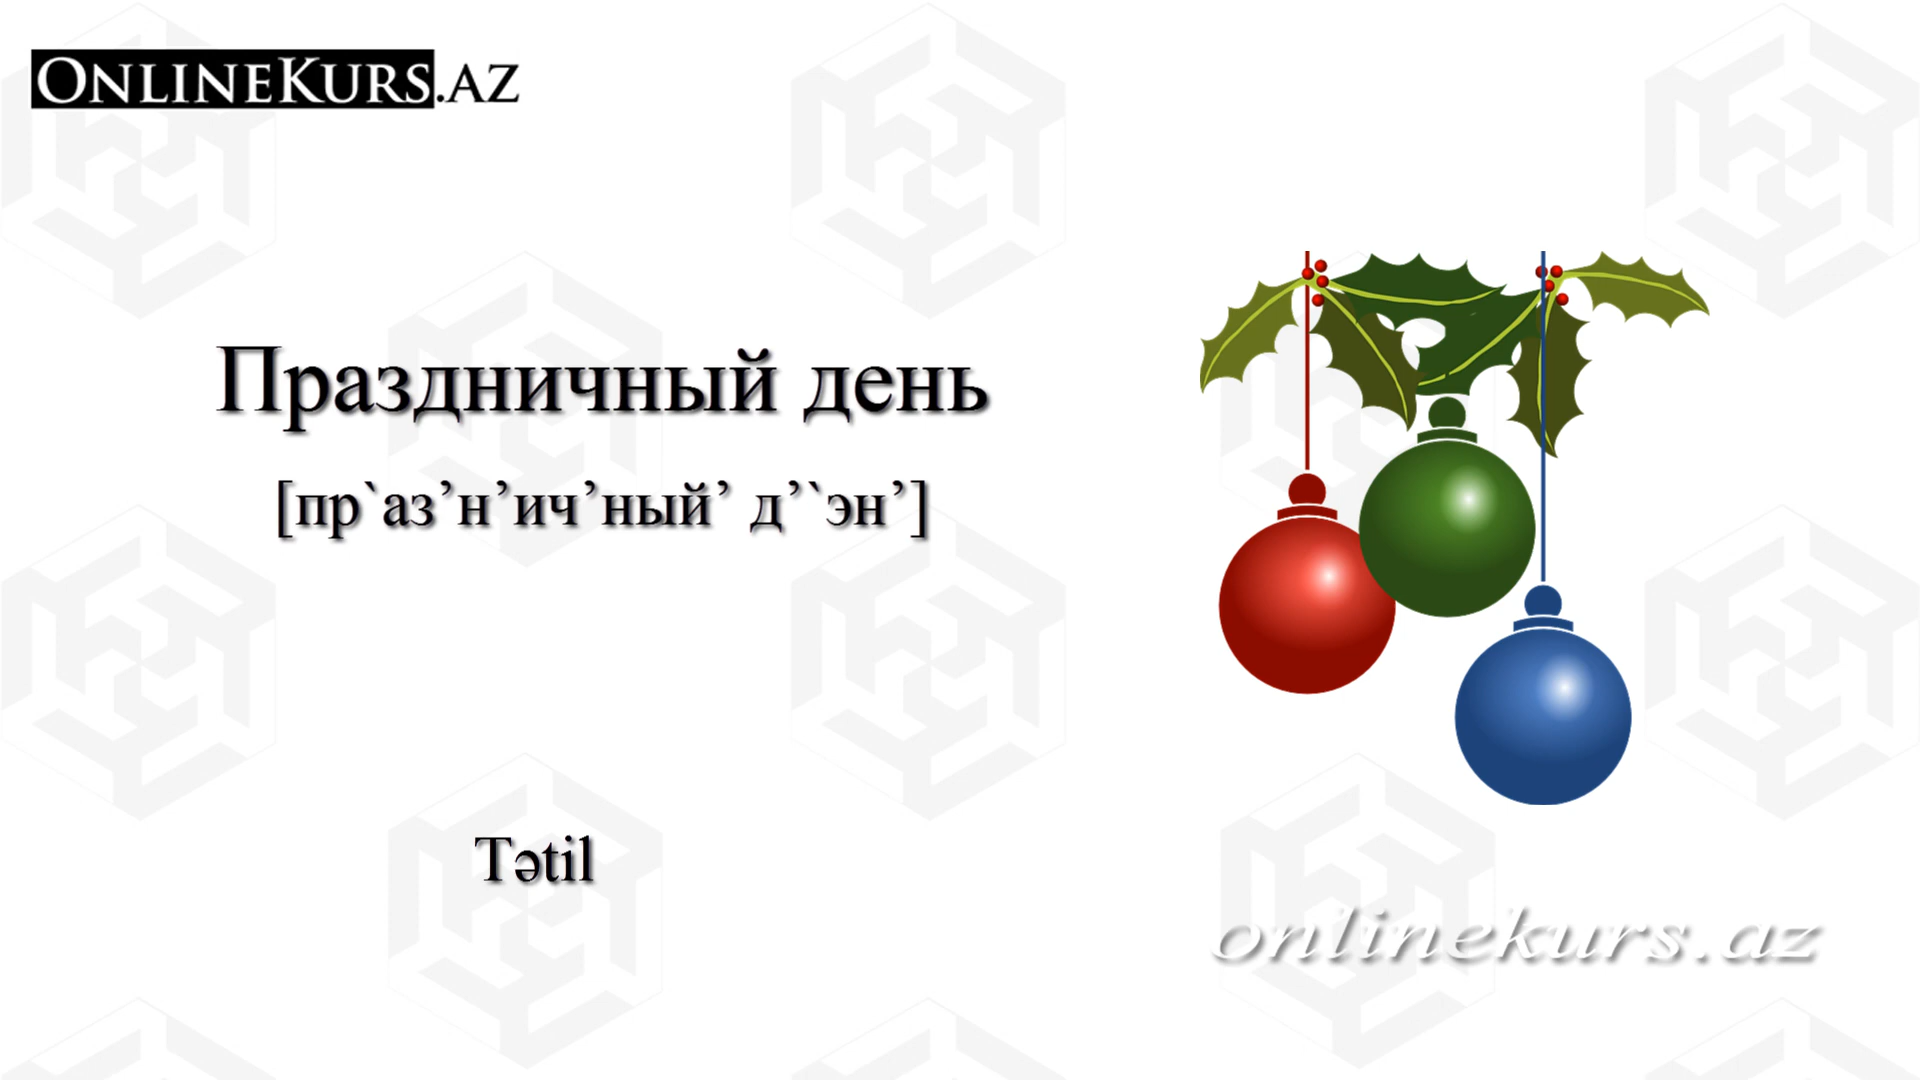 ONLINEKURS.AZ
Праздничный день
[пр`аз’н’ич’ный’ д’`эн’]
Tətil
onlinekurs.az